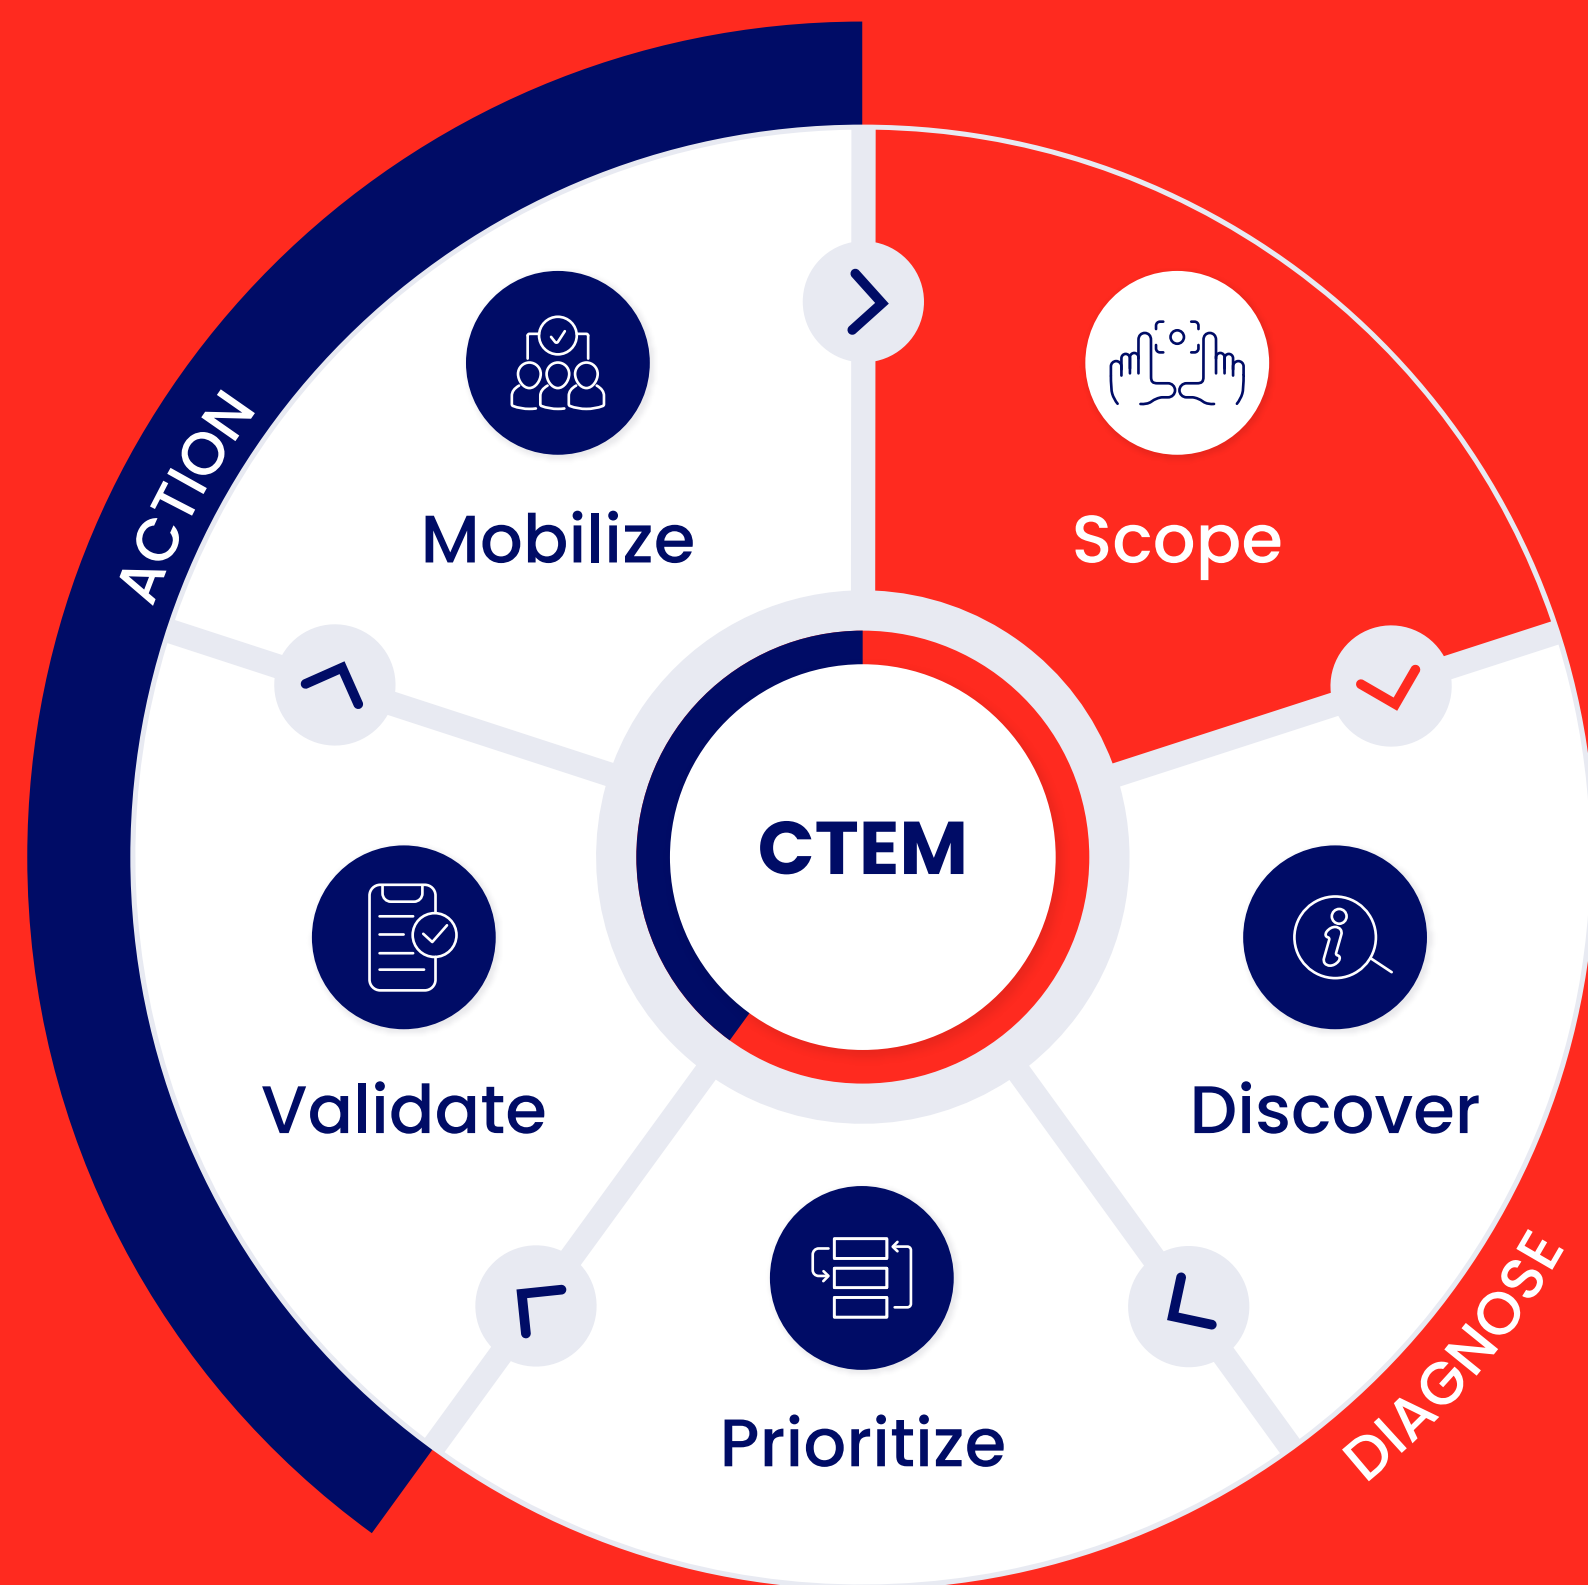 ACTION
Mobilize
Scope
CTEM
Validate
Discover
Prioritize
DIAGNOSE